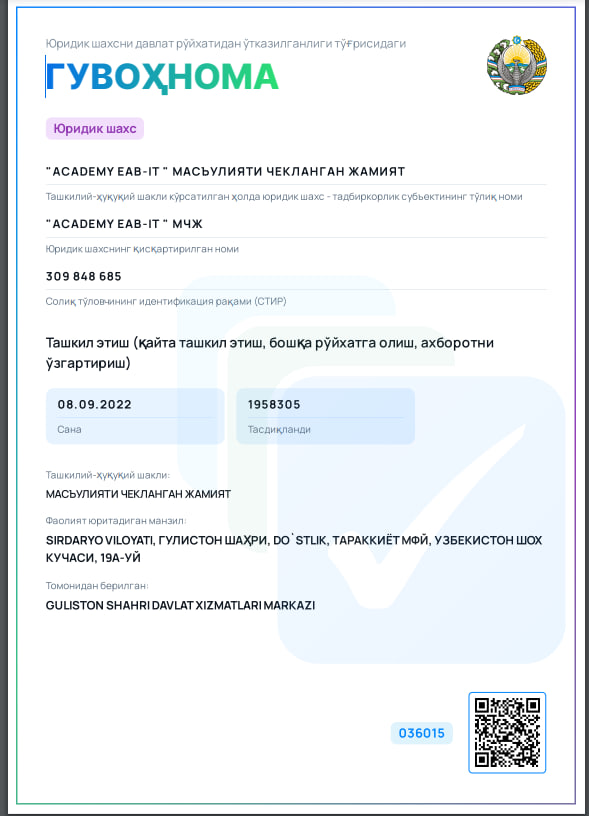 Юридик шахсни давлат рўйхатидан ўтказилганлиги тўғрисидаги
ГУВОҲНОМА
Юридик шахс
"ACADEMY EAB-IT " МАСЪУЛИЯТИ ЧЕКЛАНГАН ЖАМИЯТ
Ташкилий-ҳуқуқий шакли кўрсатилган ҳолда юридик шахс - тадбиркорлик субъектининг тўлиқ номи
"ACADEMY EAB-IT " МЧЖ
Юридик шахснинг қисқартирилган номи
309 848 685
Солиқ тўловчининг идентификация рақами (СТИР)
Ташкил этиш (қайта ташкил этиш, бошқа рўйхатга олиш, ахборотни
ўзгартириш)
08.09.2022
Сана
1958305
Тасдиқланди
Ташкилий-ҳуқуқий шакли:
МАСЪУЛИЯТИ ЧЕКЛАНГАН ЖАМИЯТ
Фаолият юритадиган манзил:
SIRDARYO VILOYATI, ГУЛИСТОН ШАҲРИ, DO`STLIK, ТАРАККИЁТ МФЙ, УЗБЕКИСТОН ШОХ
КУЧАСИ, 19А-УЙ
Томонидан берилган:
GULISTON SHAHRI DAVLAT XIZMATLARI MARKAZI
036015